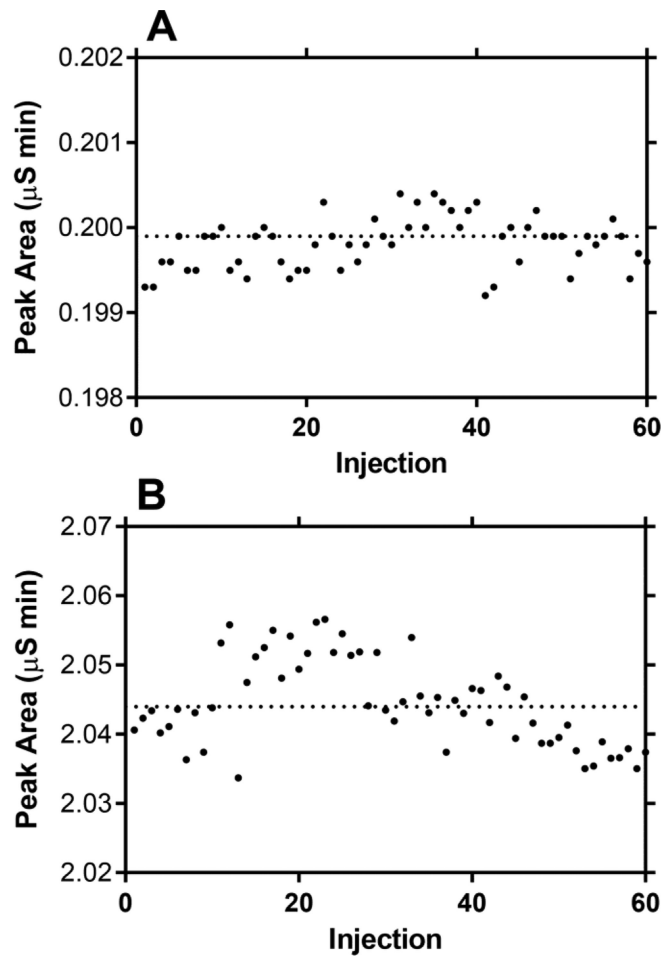 A
0.202
0.201
0.200
0.199
0.198
Peak Area (μS min)
0 20 40 60
Injection
B
2.07
2.06
2.05
2.04
2.03
2.02
Peak Area (μS min)
0 20 40 60
Injection